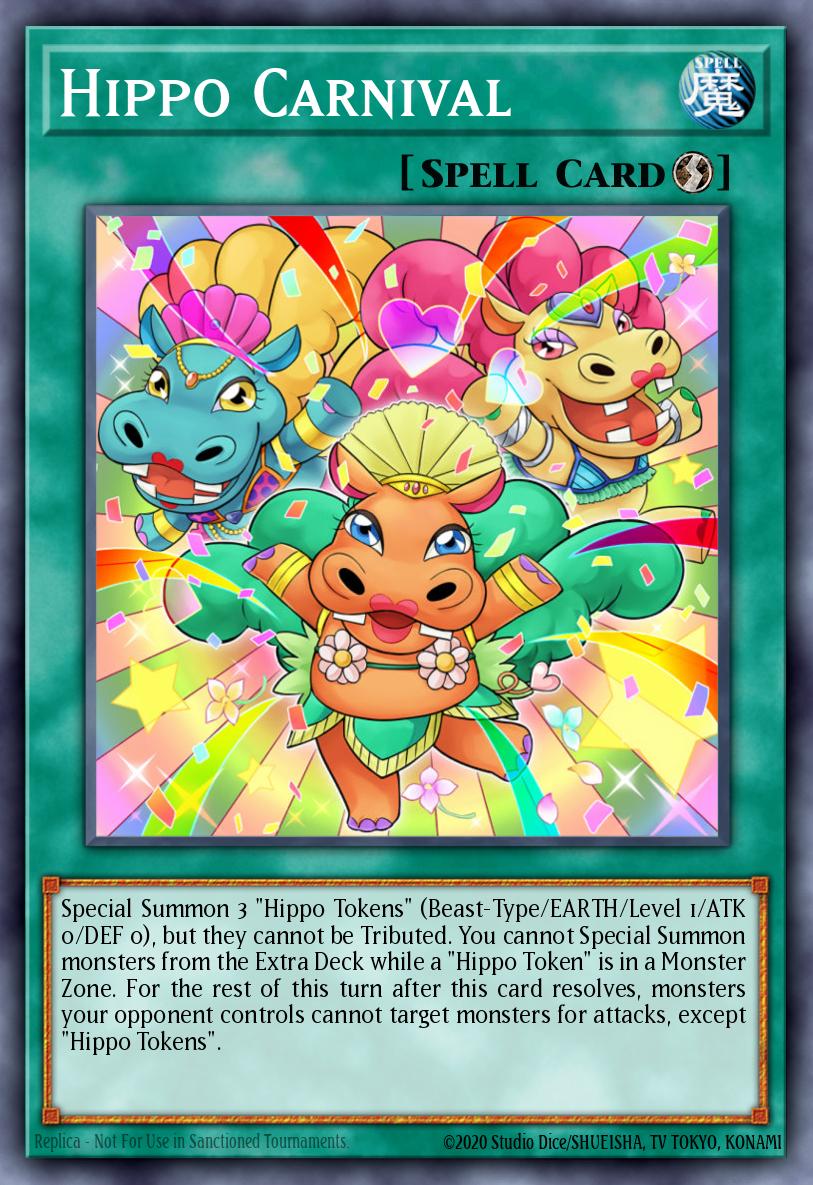 Hippo Carnival
SPELL
魔
[Spell Card]
Special Summon 3 "Hippo Tokens" (Beast-Type/EARTH/Level 1/ATK
0/DEF 0), but they cannot be Tributed. You cannot Special Summon
monsters from the Extra Deck while a "Hippo Token" is in a Monster
Zone. For the rest of this turn after this card resolves, monsters
your opponent controls cannot target monsters for attacks, except
"Hippo Tokens".
Replica - Not For Use in Sanctioned Tournaments.
©2020 Studio Dice/SHUEISHA, TV TOKYO, KONAMI